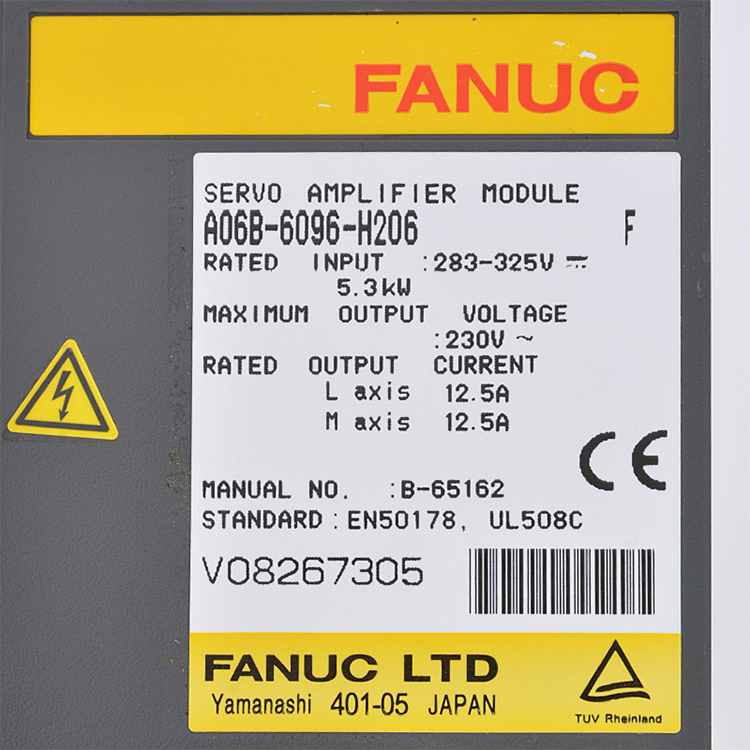 FANUC
SERVO AMPLIFIER MODULE
A06B-6096-H206 F
RATED INPUT :283-325V ⎓
5.3kW
MAXIMUM OUTPUT VOLTAGE
:230V ~
RATED OUTPUT CURRENT
L axis 12.5A
M axis 12.5A
CE
MANUAL NO. :B-65162
STANDARD:EN50178, UL508C
V08267305
FANUC LTD
Yamanashi 401-05 JAPAN
TUV Rheinland